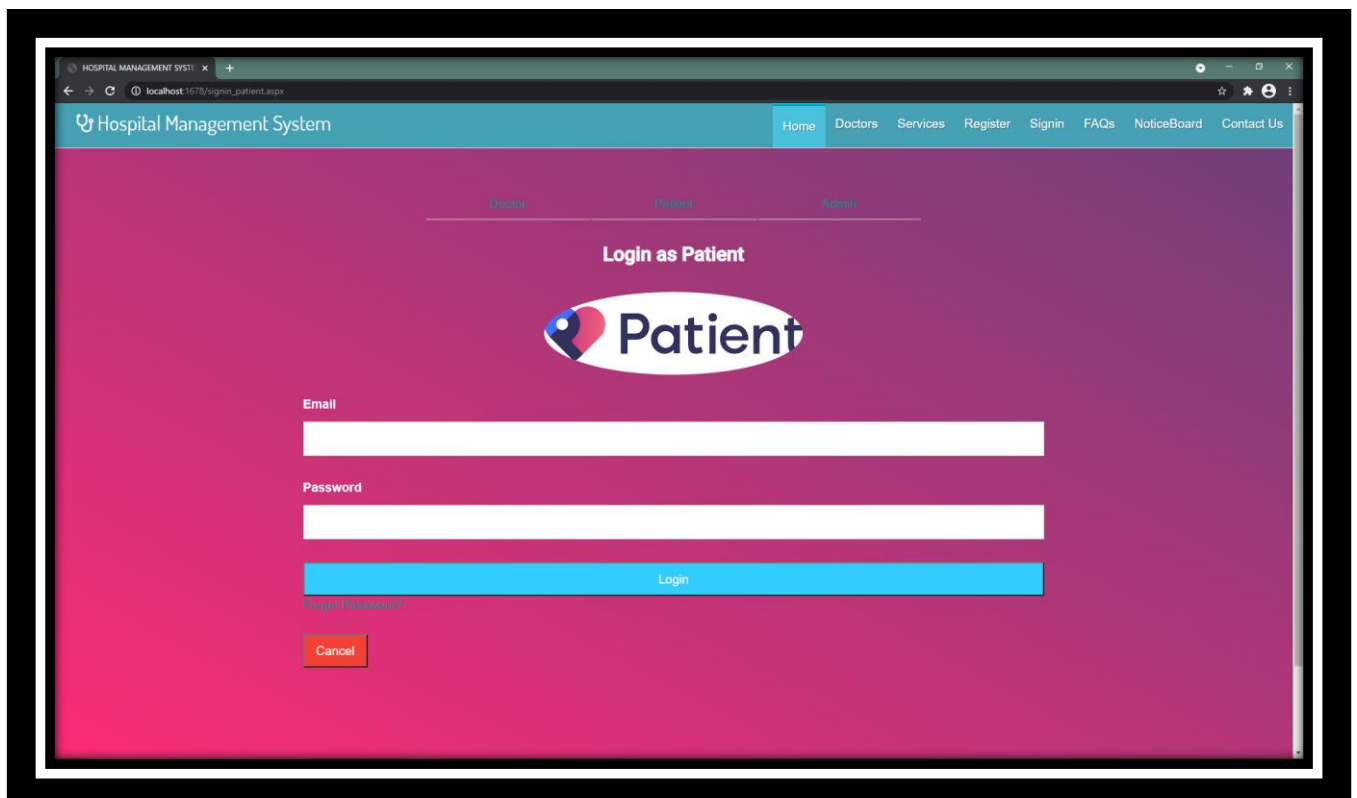 HOSPITAL MANAGEMENT SYSTE
localhost:1678/signin_patient.aspx
Hospital Management System
Home Doctors Services Register Signin FAQs NoticeBoard Contact Us
Doctor Patient Admin
Login as Patient
Patient
Email
Password
Login
Forgot Password?
Cancel